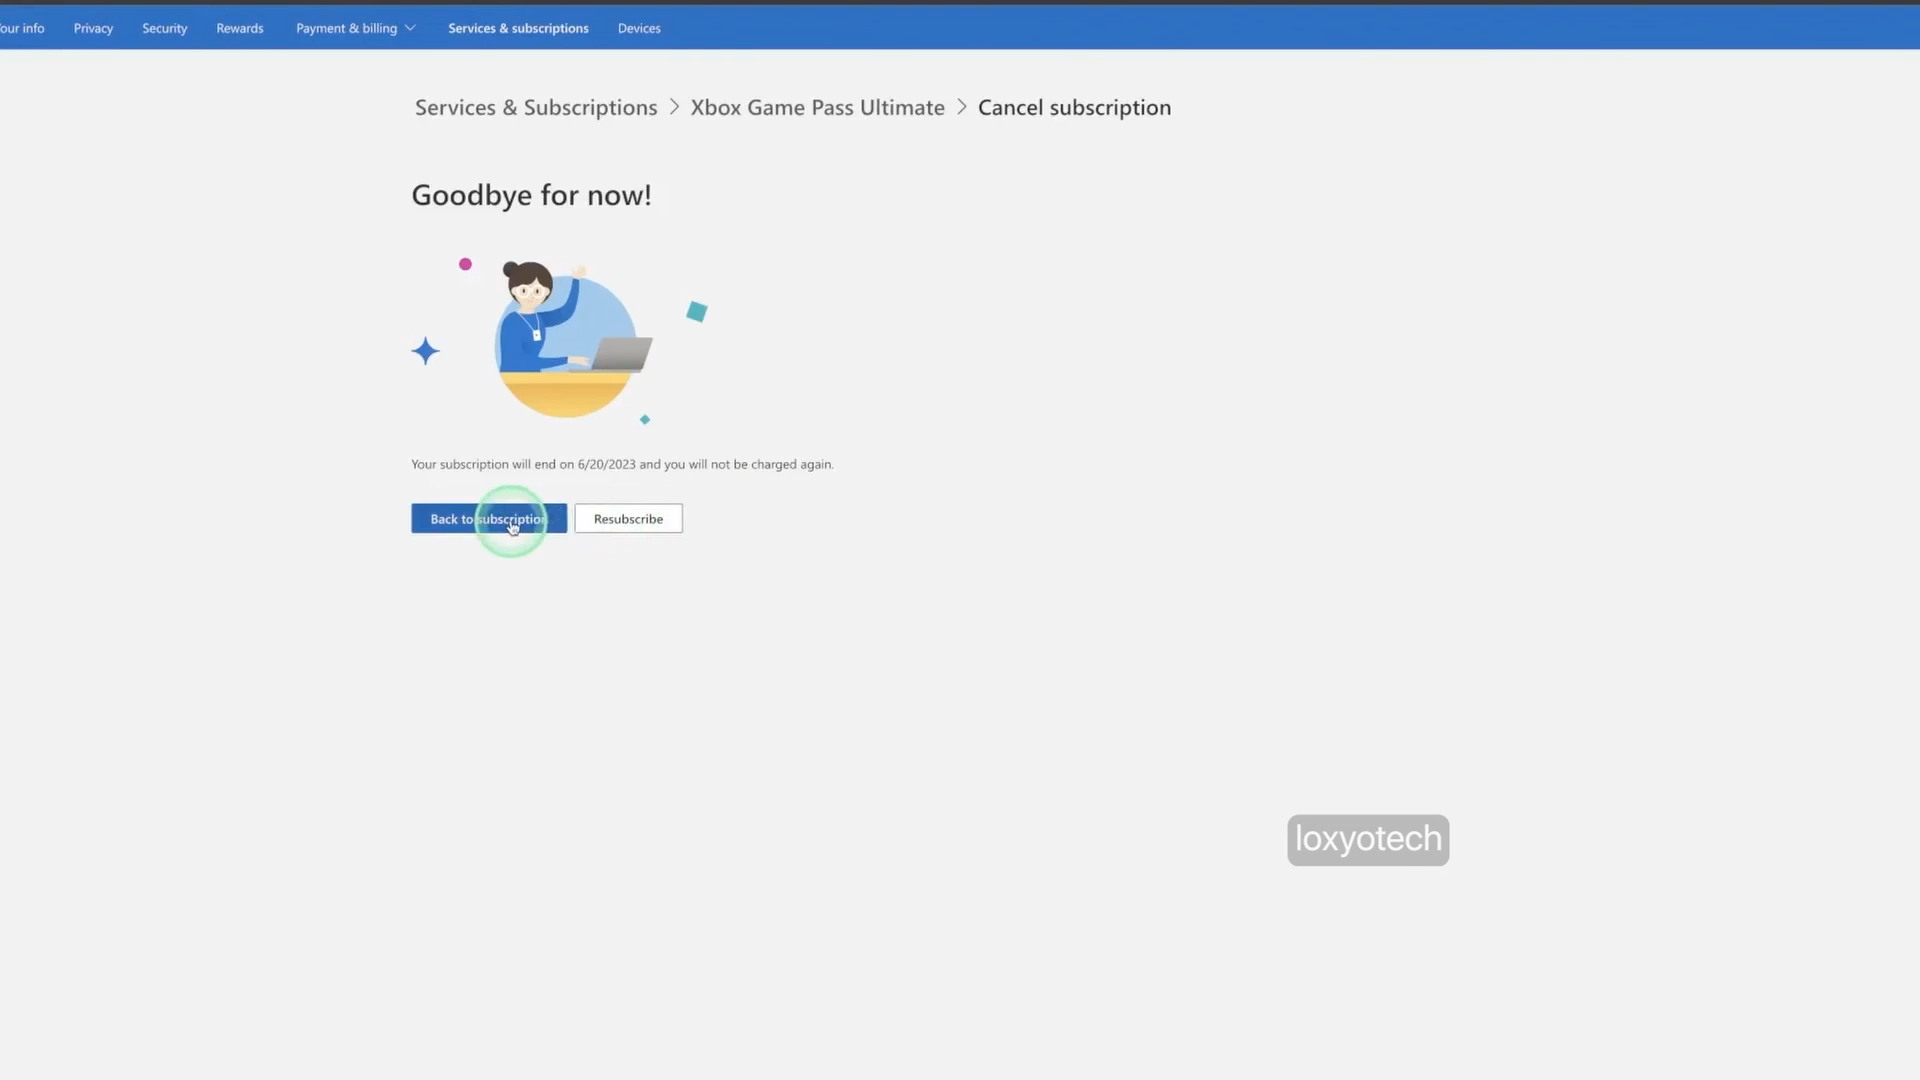 our info Privacy Security Rewards Payment & billing Services & subscriptions Devices
Services & Subscriptions > Xbox Game Pass Ultimate > Cancel subscription
Goodbye for now!
Your subscription will end on 6/20/2023 and you will not be charged again.
Back to subscription Resubscribe
loxyotech